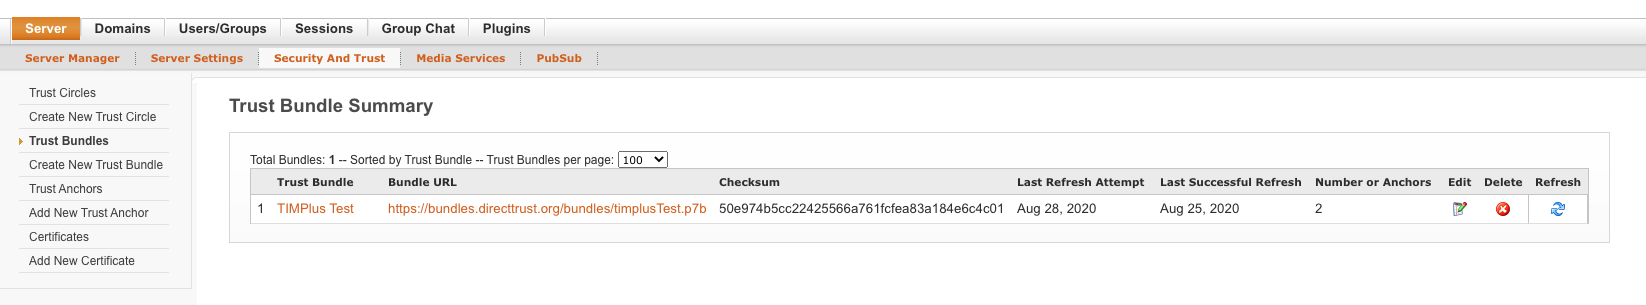 Server Domains Users/Groups Sessions Group Chat Plugins
Server Manager Server Settings Security And Trust Media Services PubSub
Trust Circles
Create New Trust Circle
Trust Bundles
Create New Trust Bundle
Trust Anchors
Add New Trust Anchor
Certificates
Add New Certificate
Trust Bundle Summary
Total Bundles: 1 -- Sorted by Trust Bundle -- Trust Bundles per page: 100
Trust Bundle Bundle URL Checksum Last Refresh Attempt Last Successful Refresh Number or Anchors Edit Delete Refresh
1 TIMPlus Test https://bundles.directtrust.org/bundles/timplusTest.p7b 50e974b5cc22425566a761fcfea83a184e6c4c01 Aug 28, 2020 Aug 25, 2020 2